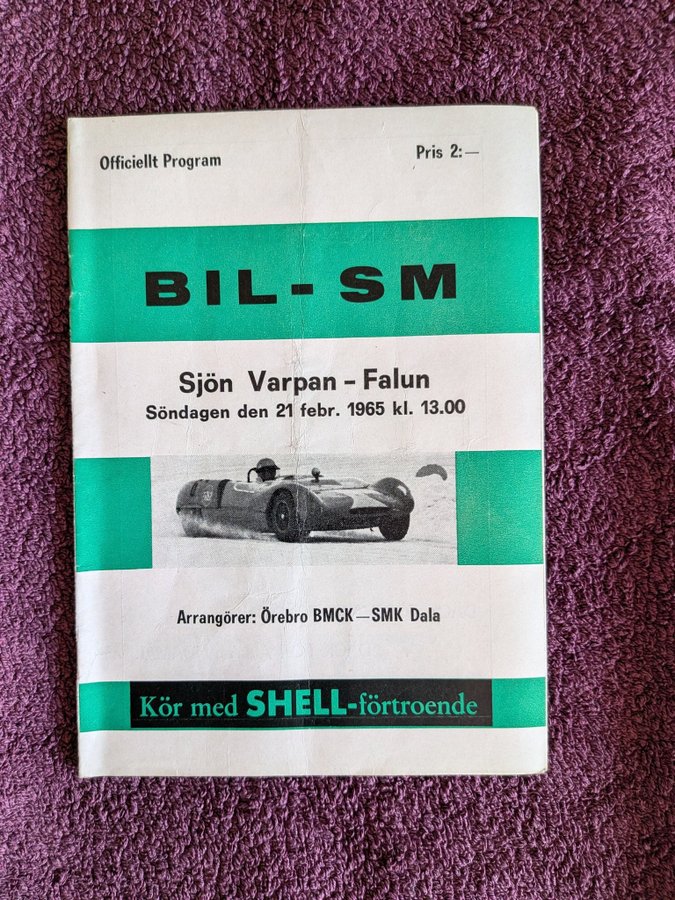 Officiellt Program
Pris 2:—
BIL-SM
Sjön Varpan – Falun
Söndagen den 21 febr. 1965 kl. 13.00
Arrangörer: Örebro BMCK—SMK Dala
Kör med SHELL-förtroende